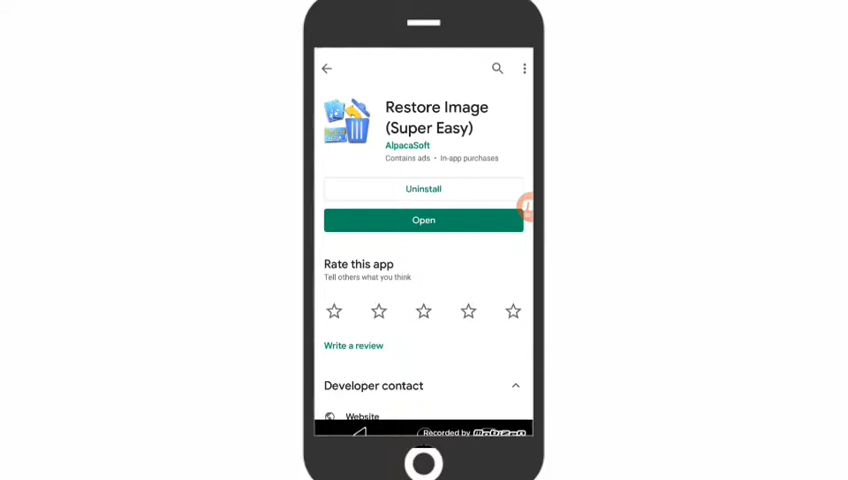 Restore Image
(Super Easy)
AlpacaSoft
Contains ads • In-app purchases
Uninstall
Open
Rate this app
Tell others what you think
Write a review
Developer contact
Website
Recorded by